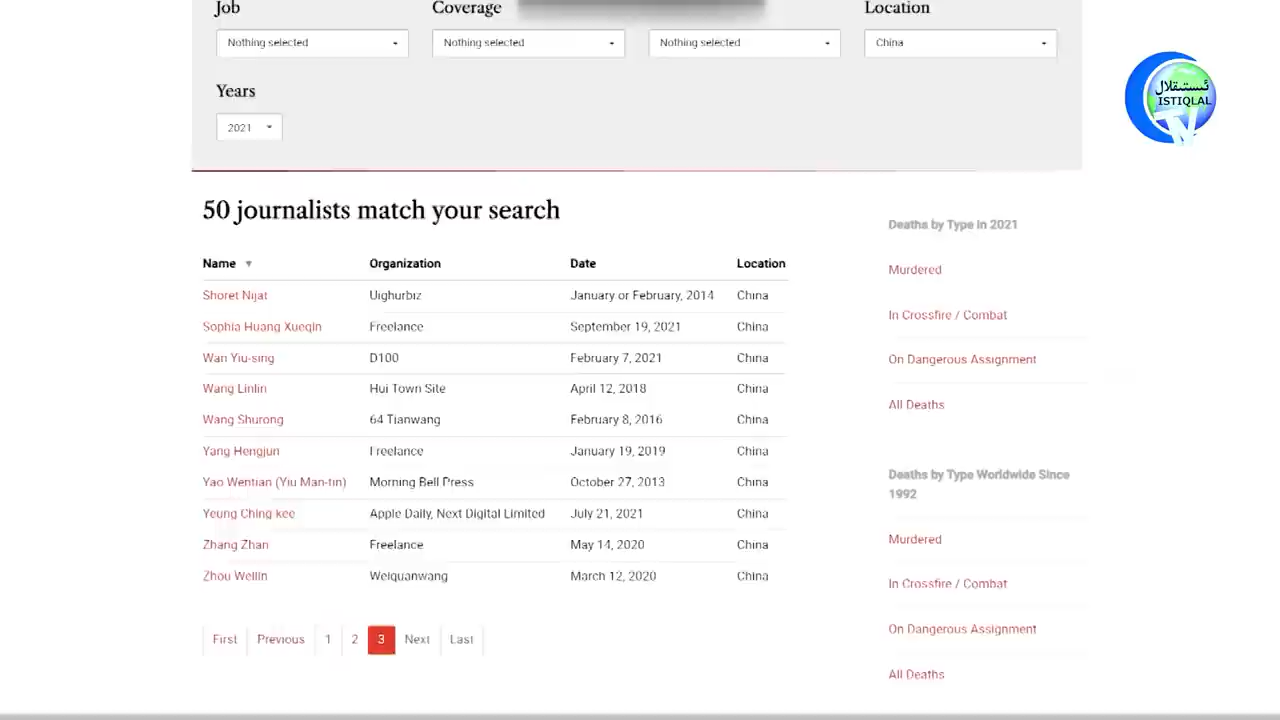 Job Coverage Location
Nothing selected Nothing selected Nothing selected China
Years
2021
ئىستىقلال
ISTIQLAL
TV
50 journalists match your search
Name Organization Date Location
Shoret Nijat Uighurbiz January or February, 2014 China
Sophia Huang Xueqin Freelance September 19, 2021 China
Wan Yiu-sing D100 February 7, 2021 China
Wang Linlin Hui Town Site April 12, 2018 China
Wang Shurong 64 Tianwang February 8, 2016 China
Yang Hengjun Freelance January 19, 2019 China
Yao Wentian (Yiu Man-tin) Morning Bell Press October 27, 2013 China
Yeung Ching kee Apple Daily, Next Digital Limited July 21, 2021 China
Zhang Zhan Freelance May 14, 2020 China
Zhou Weilin Weiquanwang March 12, 2020 China
First Previous 1 2 3 Next Last
Deaths by Type in 2021
Murdered
In Crossfire / Combat
On Dangerous Assignment
All Deaths
Deaths by Type Worldwide Since
1992
Murdered
In Crossfire / Combat
On Dangerous Assignment
All Deaths